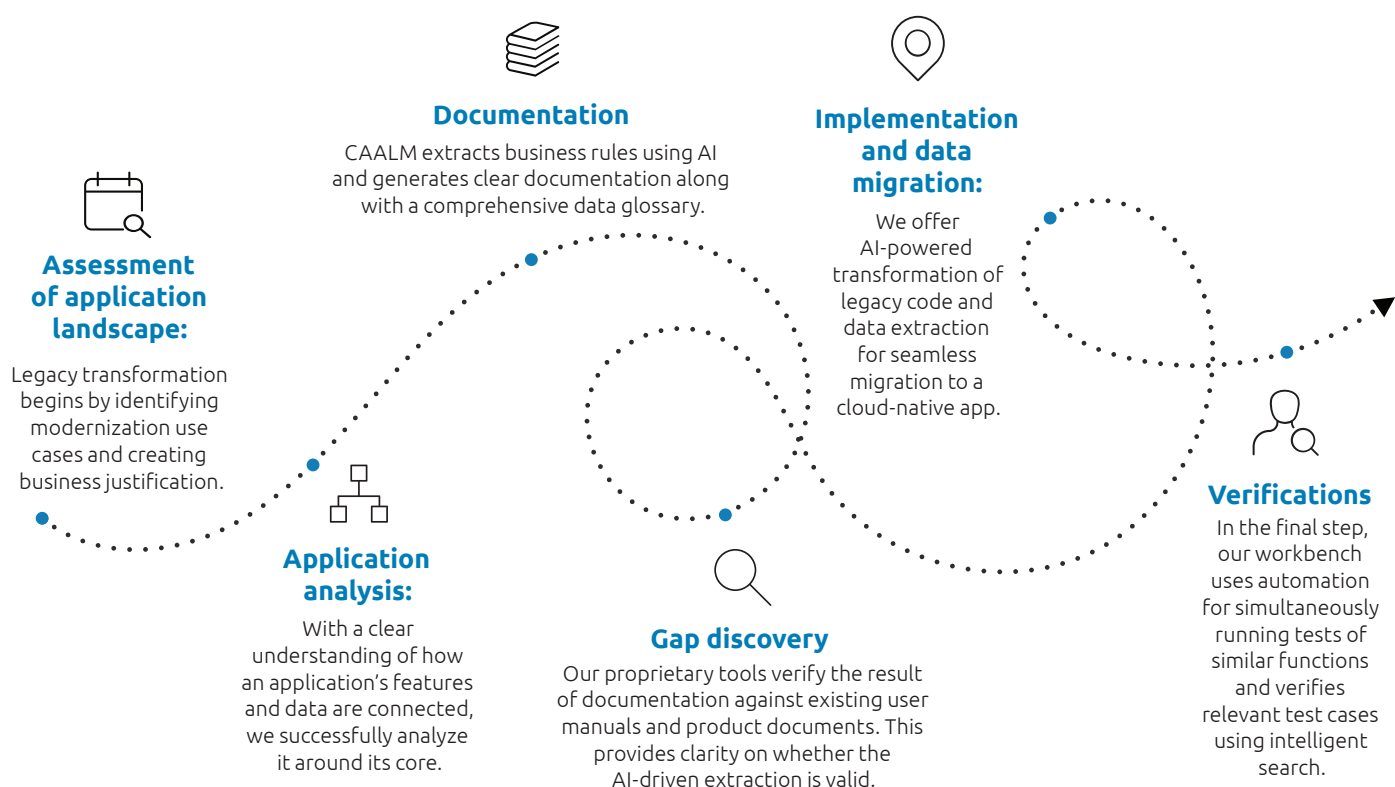 Assessment
of application
landscape:
Legacy transformation
begins by identifying
modernization use
cases and creating
business justification.
Application
analysis:
With a clear
understanding of how
an application’s features
and data are connected,
we successfully analyze
it around its core.
Documentation
CAALM extracts business rules using AI
and generates clear documentation along
with a comprehensive data glossary.
Gap discovery
Our proprietary tools verify the result
of documentation against existing user
manuals and product documents. This
provides clarity on whether the
AI-driven extraction is valid.
Implementation
and data
migration:
We offer
AI-powered
transformation of
legacy code and
data extraction
for seamless
migration to a
cloud-native app.
Verifications
In the final step,
our workbench
uses automation
for simultaneously
running tests of
similar functions
and verifies
relevant test cases
using intelligent
search.